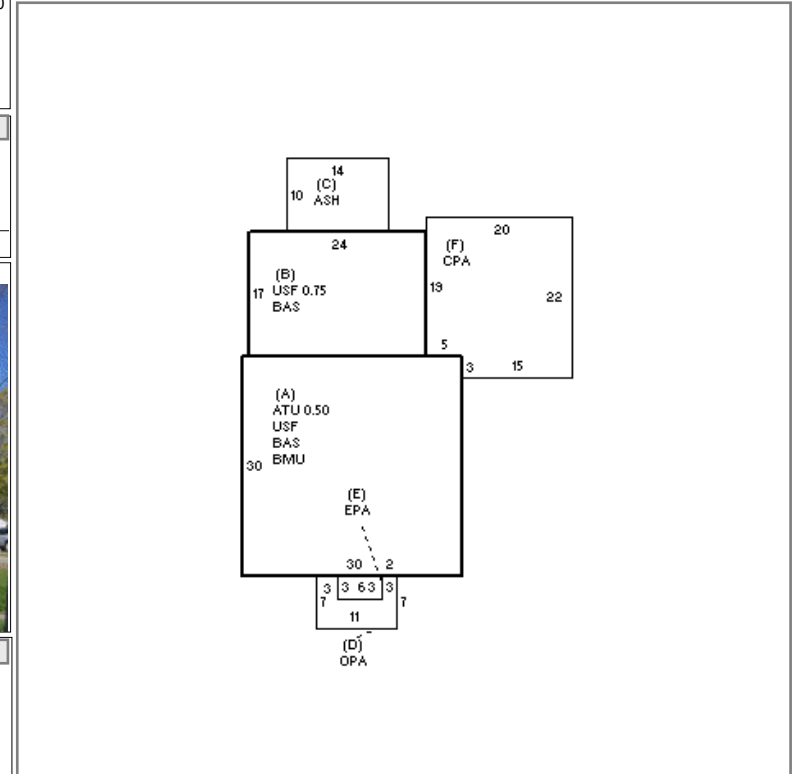 14
(C)
10 ASH
20
24
(F)
CPA
(B)
19
17 USF 0.75
22
BAS
5
3 15
(A)
ATU 0.50
USF
BAS
30 BMU
(E)
EPA
30 2
3 3 6 3 3
7 7
11
(D)
OPA